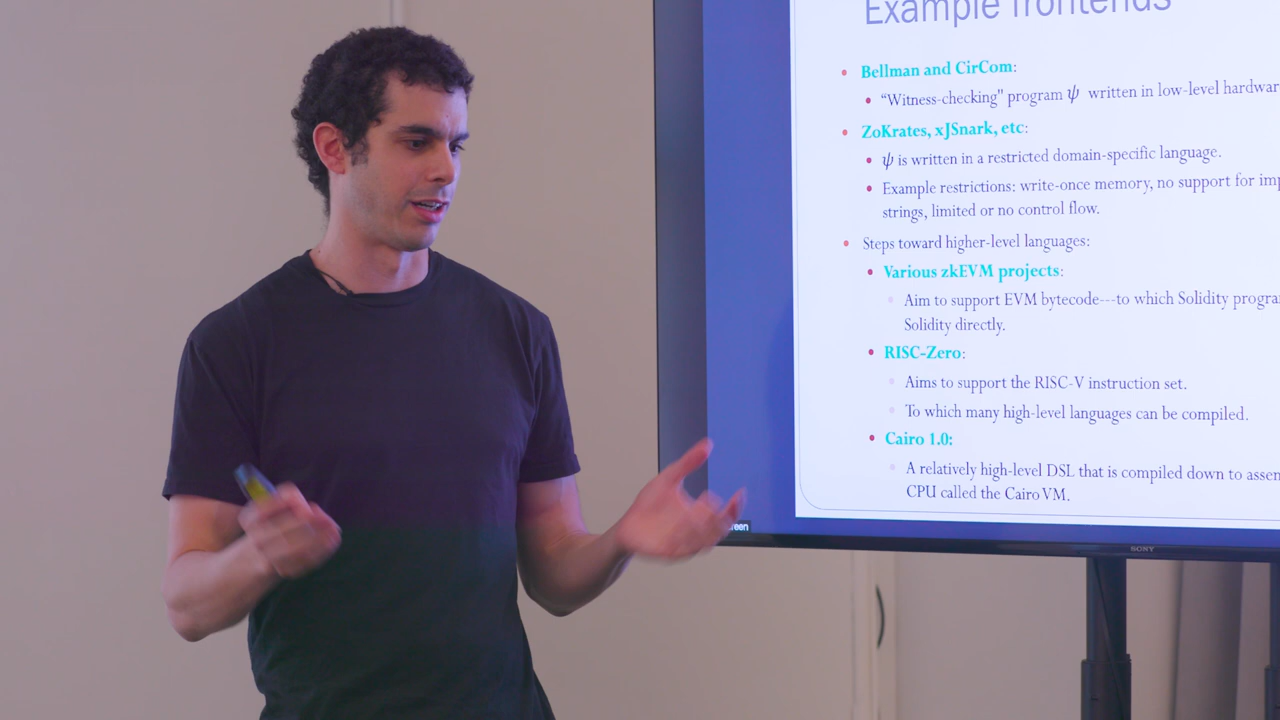 Example frontends
• Bellman and CirCom:
• “Witness-checking" program ψ written in low-level
• ZoKrates, xJSnark, etc:
• ψ is written in a restricted domain-specific language.
• Example restrictions: write-once memory, no support for
strings, limited or no control flow.
• Steps toward higher-level languages:
• Various zkEVM projects:
• Aim to support EVM bytecode---to which Solidity
Solidity directly.
• RISC-Zero:
• Aims to support the RISC-V instruction set.
• To which many high-level languages can be compiled.
• Cairo 1.0:
• A relatively high-level DSL that is compiled down to
CPU called the Cairo VM.
SONY